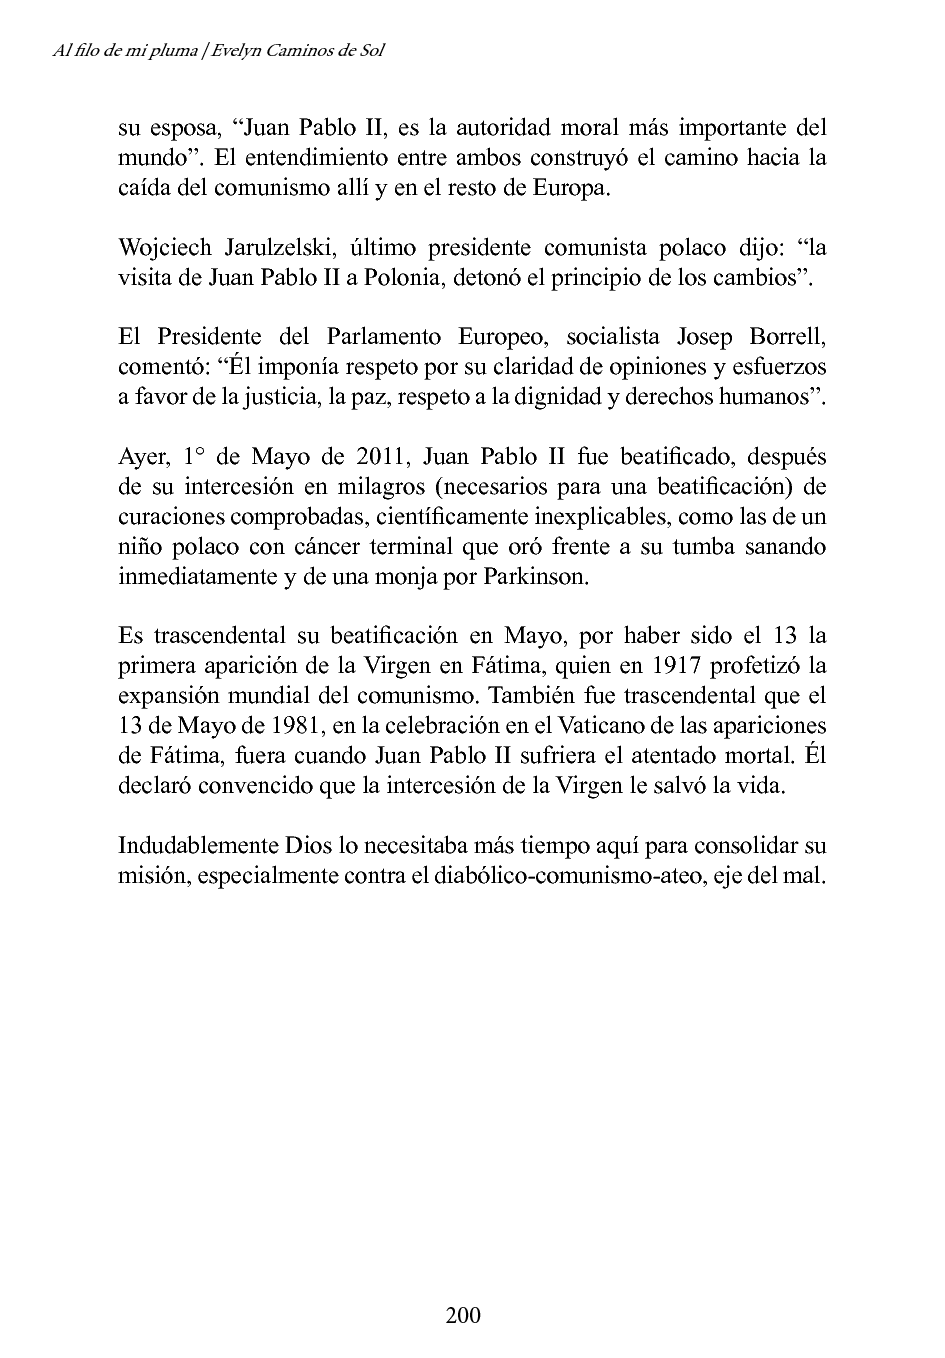 Al filo de mi pluma | Evelyn Caminos de Sol
su esposa, “Juan Pablo II, es la autoridad moral más importante del
mundo”. El entendimiento entre ambos construyó el camino hacia la
caída del comunismo allí y en el resto de Europa.
Wojciech Jarulzelski, último presidente comunista polaco dijo: “la
visita de Juan Pablo II a Polonia, detonó el principio de los cambios”.
El Presidente del Parlamento Europeo, socialista Josep Borrell,
comentó: “Él imponía respeto por su claridad de opiniones y esfuerzos
a favor de la justicia, la paz, respeto a la dignidad y derechos humanos”.
Ayer, 1° de Mayo de 2011, Juan Pablo II fue beatificado, después
de su intercesión en milagros (necesarios para una beatificación) de
curaciones comprobadas, científicamente inexplicables, como las de un
niño polaco con cáncer terminal que oró frente a su tumba sanando
inmediatamente y de una monja por Parkinson.
Es trascendental su beatificación en Mayo, por haber sido el 13 la
primera aparición de la Virgen en Fátima, quien en 1917 profetizó la
expansión mundial del comunismo. También fue trascendental que el
13 de Mayo de 1981, en la celebración en el Vaticano de las apariciones
de Fátima, fuera cuando Juan Pablo II sufriera el atentado mortal. Él
declaró convencido que la intercesión de la Virgen le salvó la vida.
Indudablemente Dios lo necesitaba más tiempo aquí para consolidar su
misión, especialmente contra el diabólico-comunismo-ateo, eje del mal.
200